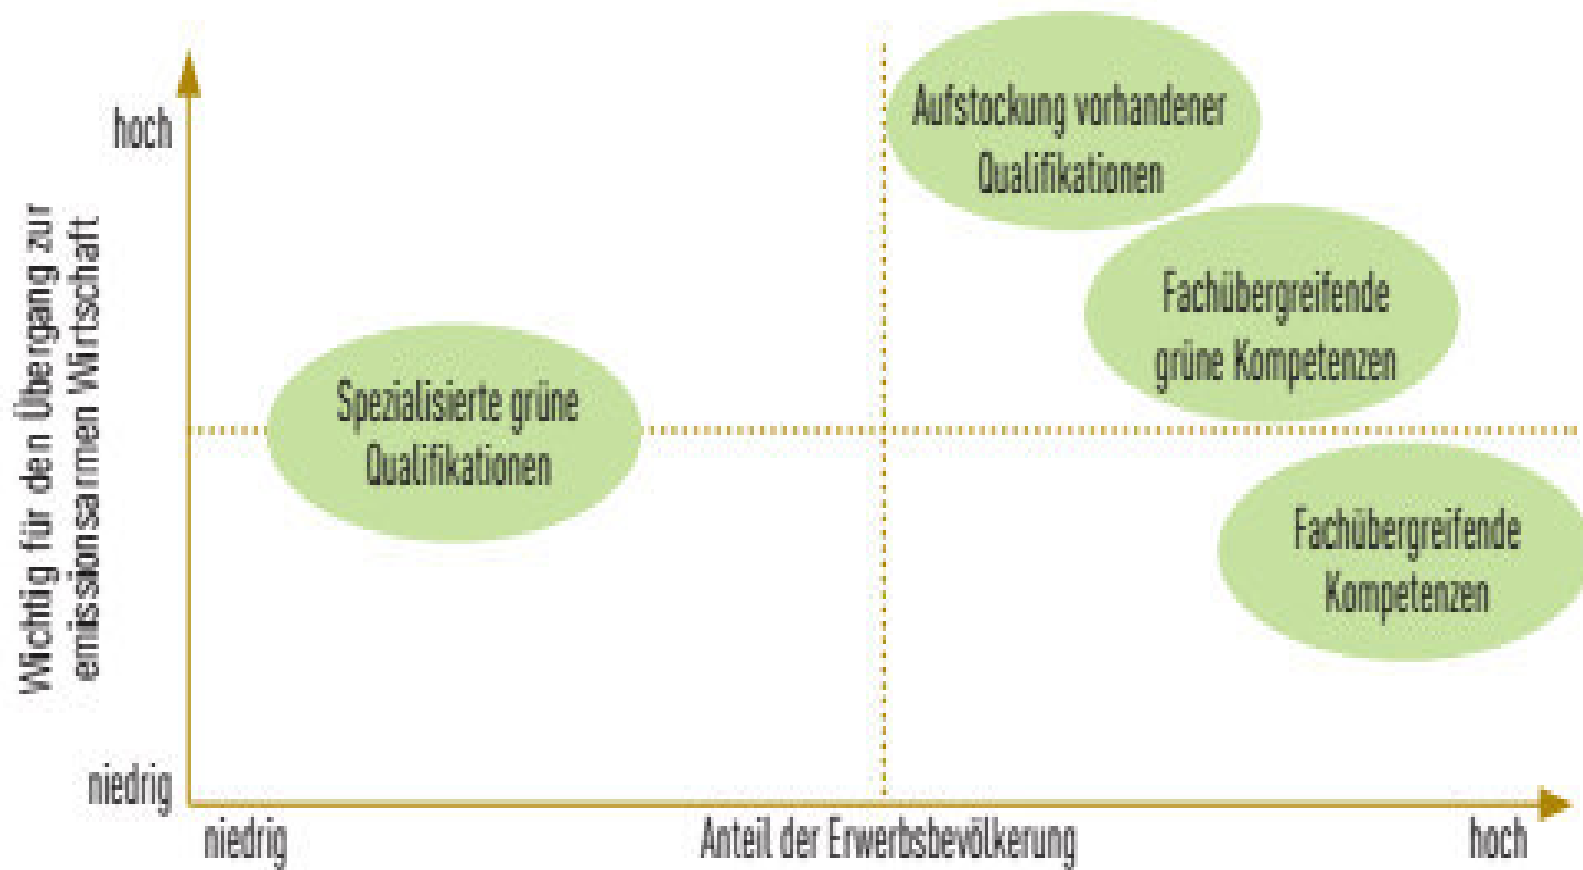 hoch
Aufstockung vorhandener
Qualifikationen
Wichtig für den Übergang zur
emissionsarmen Wirtschaft
Fachübergreifende
grüne Kompetenzen
Spezialisierte grüne
Qualifikationen
Fachübergreifende
Kompetenzen
niedrig
niedrig
Anteil der Erwerbsbevölkerung
hoch